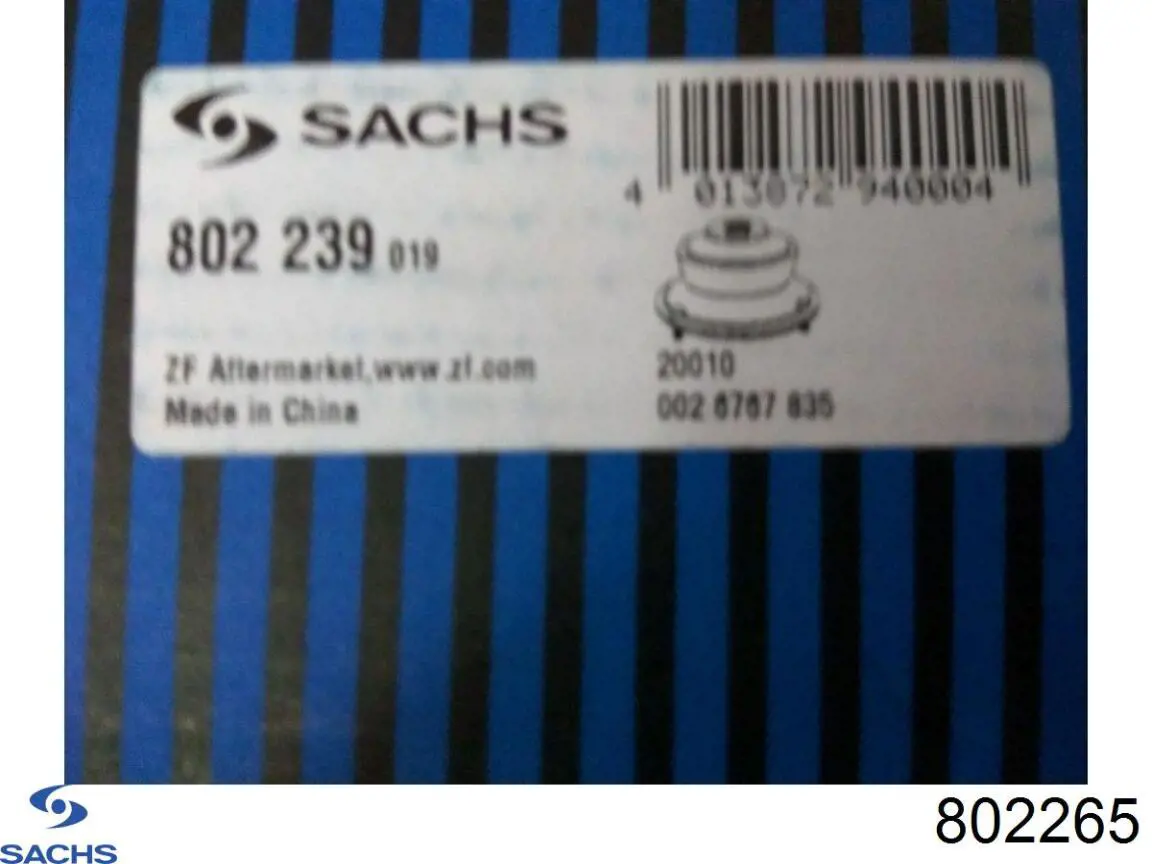 SACHS
4 013872 940004
802 239 019
ZF Aftermarket, www.zf.com
Made in China
20010
002 6767 835
SACHS
802265